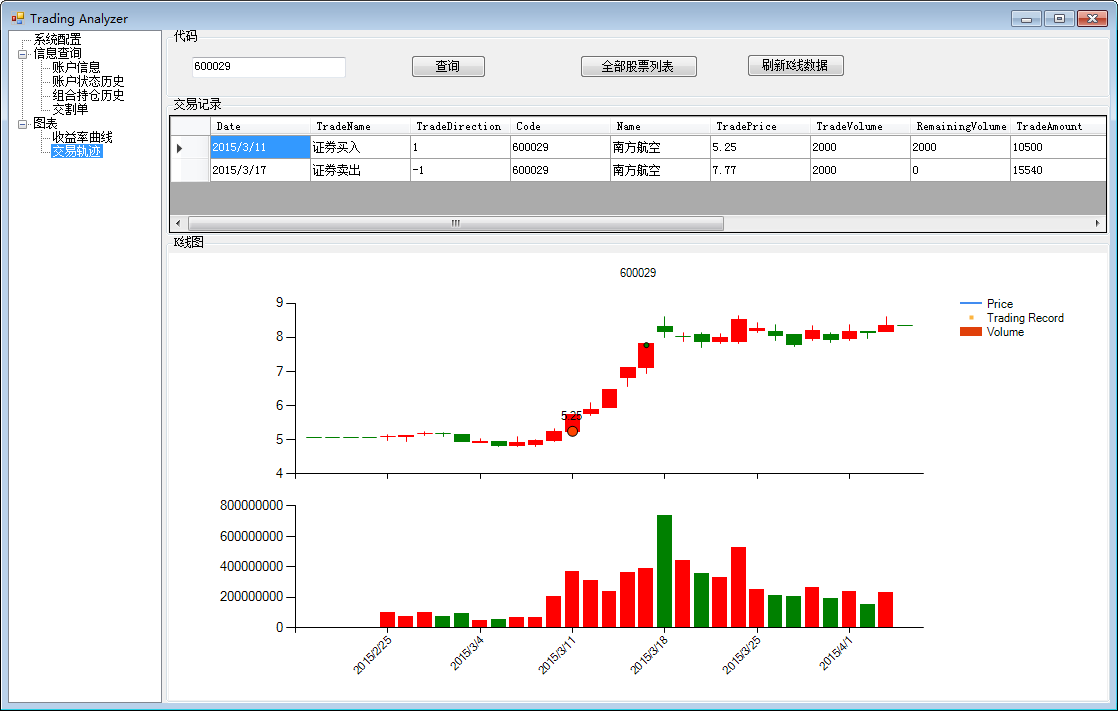 Trading Analyzer
系统配置
信息查询
账户信息
账户状态历史
组合持仓历史
交割单
图表
收益率曲线
交易轨迹
代码
600029 查询 全部股票列表 刷新K线数据
交易记录
Date TradeName TradeDirection Code Name TradePrice TradeVolume RemainingVolume TradeAmount
2015/3/11 证券买入 1 600029 南方航空 5.25 2000 2000 10500
2015/3/17 证券卖出 -1 600029 南方航空 7.77 2000 0 15540
K线图
600029
9
8
7
6
5
4
5.25
Price
Trading Record
Volume
800000000
600000000
400000000
200000000
0
2015/2/25 2015/3/4 2015/3/11 2015/3/18 2015/3/25 2015/4/1